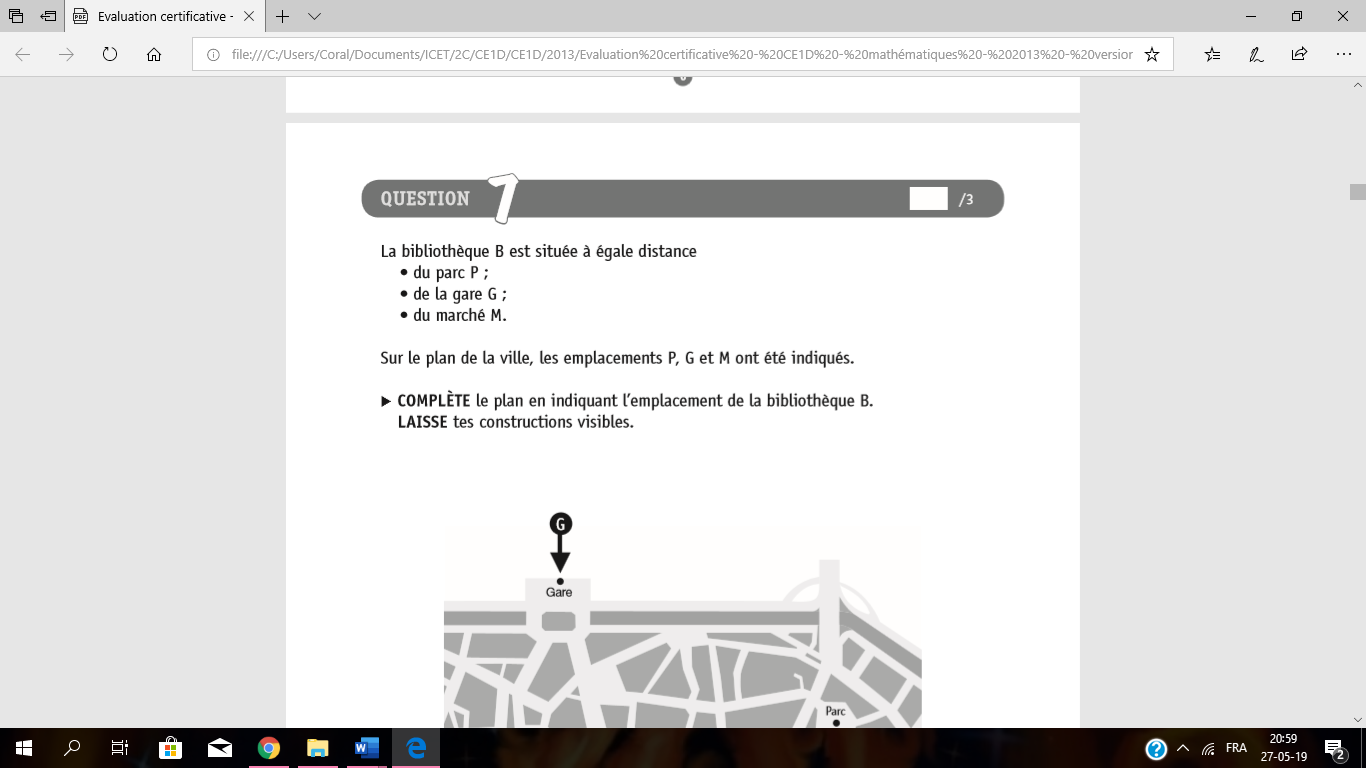 Evaluation certificative -
file:///C:/Users/Coral/Documents/ICET/2C/CE1D/CE1D/2013/Evaluation%20certificative%20-%20CE1D%20-%20mathématiques%20-%202013%20-%20version
QUESTION 7 /3
La bibliothèque B est située à égale distance
• du parc P ;
• de la gare G ;
• du marché M.
Sur le plan de la ville, les emplacements P, G et M ont été indiqués.
► COMPLÈTE le plan en indiquant l'emplacement de la bibliothèque B.
LAISSE tes constructions visibles.
G
Gare
Parc
FRA
20:59
27-05-19
2